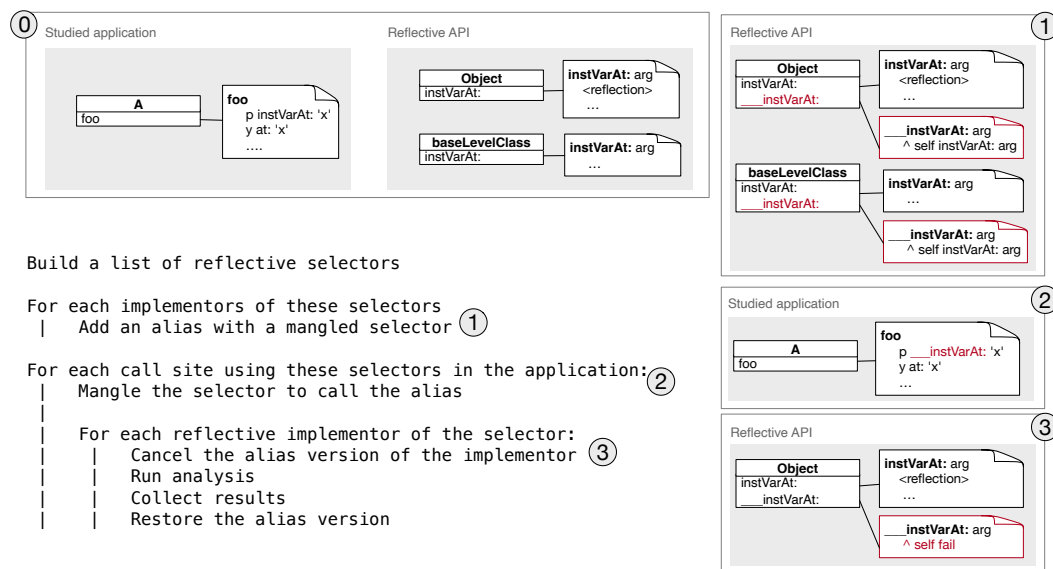 0
Studied application
A
foo
foo
p instVarAt: 'x'
y at: 'x'
....
Reflective API
Object
instVarAt:
instVarAt: arg
<reflection>
...
baseLevelClass
instVarAt:
instVarAt: arg
...
1
Reflective API
Object
instVarAt:
___instVarAt:
instVarAt: arg
<reflection>
...
___instVarAt: arg
^ self instVarAt: arg
baseLevelClass
instVarAt:
___instVarAt:
instVarAt: arg
...
___instVarAt: arg
^ self instVarAt: arg
Build a list of reflective selectors
For each implementors of these selectors
| Add an alias with a mangled selector 1
For each call site using these selectors in the application: 2
| Mangle the selector to call the alias
|
| For each reflective implementor of the selector:
| | Cancel the alias version of the implementor 3
| | Run analysis
| | Collect results
| | Restore the alias version
2
Studied application
A
foo
foo
p ___instVarAt: 'x'
y at: 'x'
...
3
Reflective API
Object
instVarAt:
___instVarAt:
instVarAt: arg
<reflection>
...
___instVarAt: arg
^ self fail